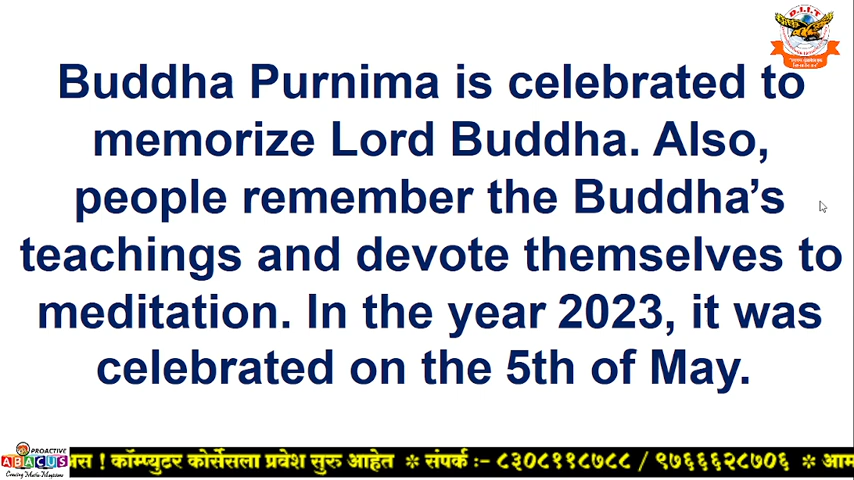 D.I.I.T
Buddha Purnima is celebrated to
memorize Lord Buddha. Also,
people remember the Buddha’s
teachings and devote themselves to
meditation. In the year 2023, it was
celebrated on the 5th of May.
PROACTIVE
ABACUS
अस ! कॉम्प्युटर कोर्सेसला प्रवेश सुरु आहेत ❊ संपर्क :- ८३०८९९८७८८ / ९७६६६२८७०६ ❊ आम